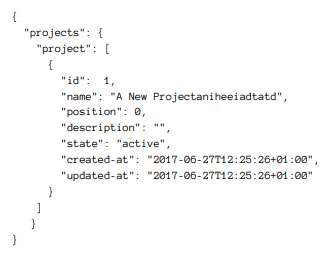 {
  "projects": {
    "project": [
      {
        "id":  1,
        "name": "A New Projectaniheeiadtatd",
        "position": 0,
        "description": "",
        "state": "active",
        "created-at": "2017-06-27T12:25:26+01:00",
        "updated-at": "2017-06-27T12:25:26+01:00"
      }
    ]
   }
}